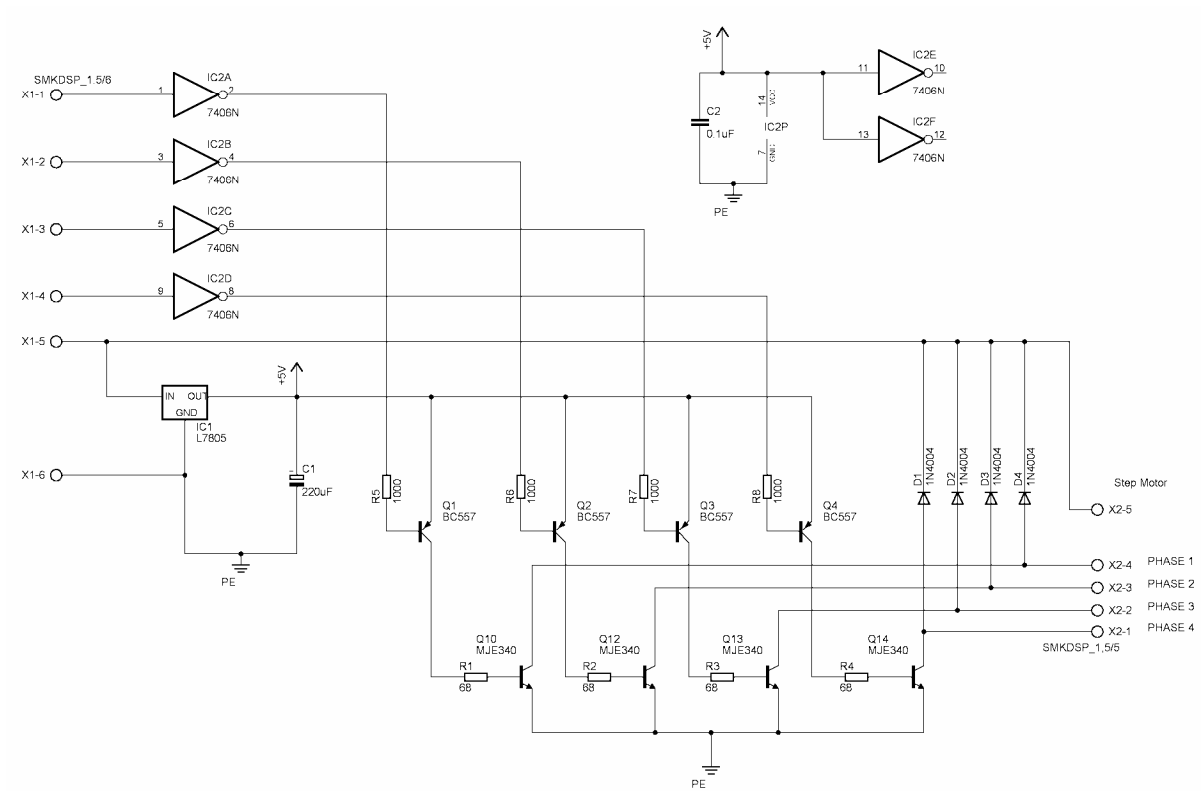 SMKDSP_1.5/6
X1-1
1
IC2A
2
7406N
X1-2
3
IC2B
4
7406N
X1-3
5
IC2C
6
7406N
X1-4
9
IC2D
8
7406N
X1-5
+5V
C2
0.1uF
14
VCC
IC2P
7
GND
PE
11
IC2E
10
7406N
13
IC2F
12
7406N
IN OUT
GND
IC1
L7805
+5V
X1-6
C1
220uF
PE
R5
1000
Q1
BC557
R6
1000
Q2
BC557
R7
1000
Q3
BC557
R8
1000
Q4
BC557
D1
1N4004
D2
1N4004
D3
1N4004
D4
1N4004
Step Motor
X2-5
X2-4 PHASE 1
X2-3 PHASE 2
X2-2 PHASE 3
X2-1 PHASE 4
SMKDSP_1,5/5
Q10
MJE340
R1
68
Q12
MJE340
R2
68
Q13
MJE340
R3
68
Q14
MJE340
R4
68
PE